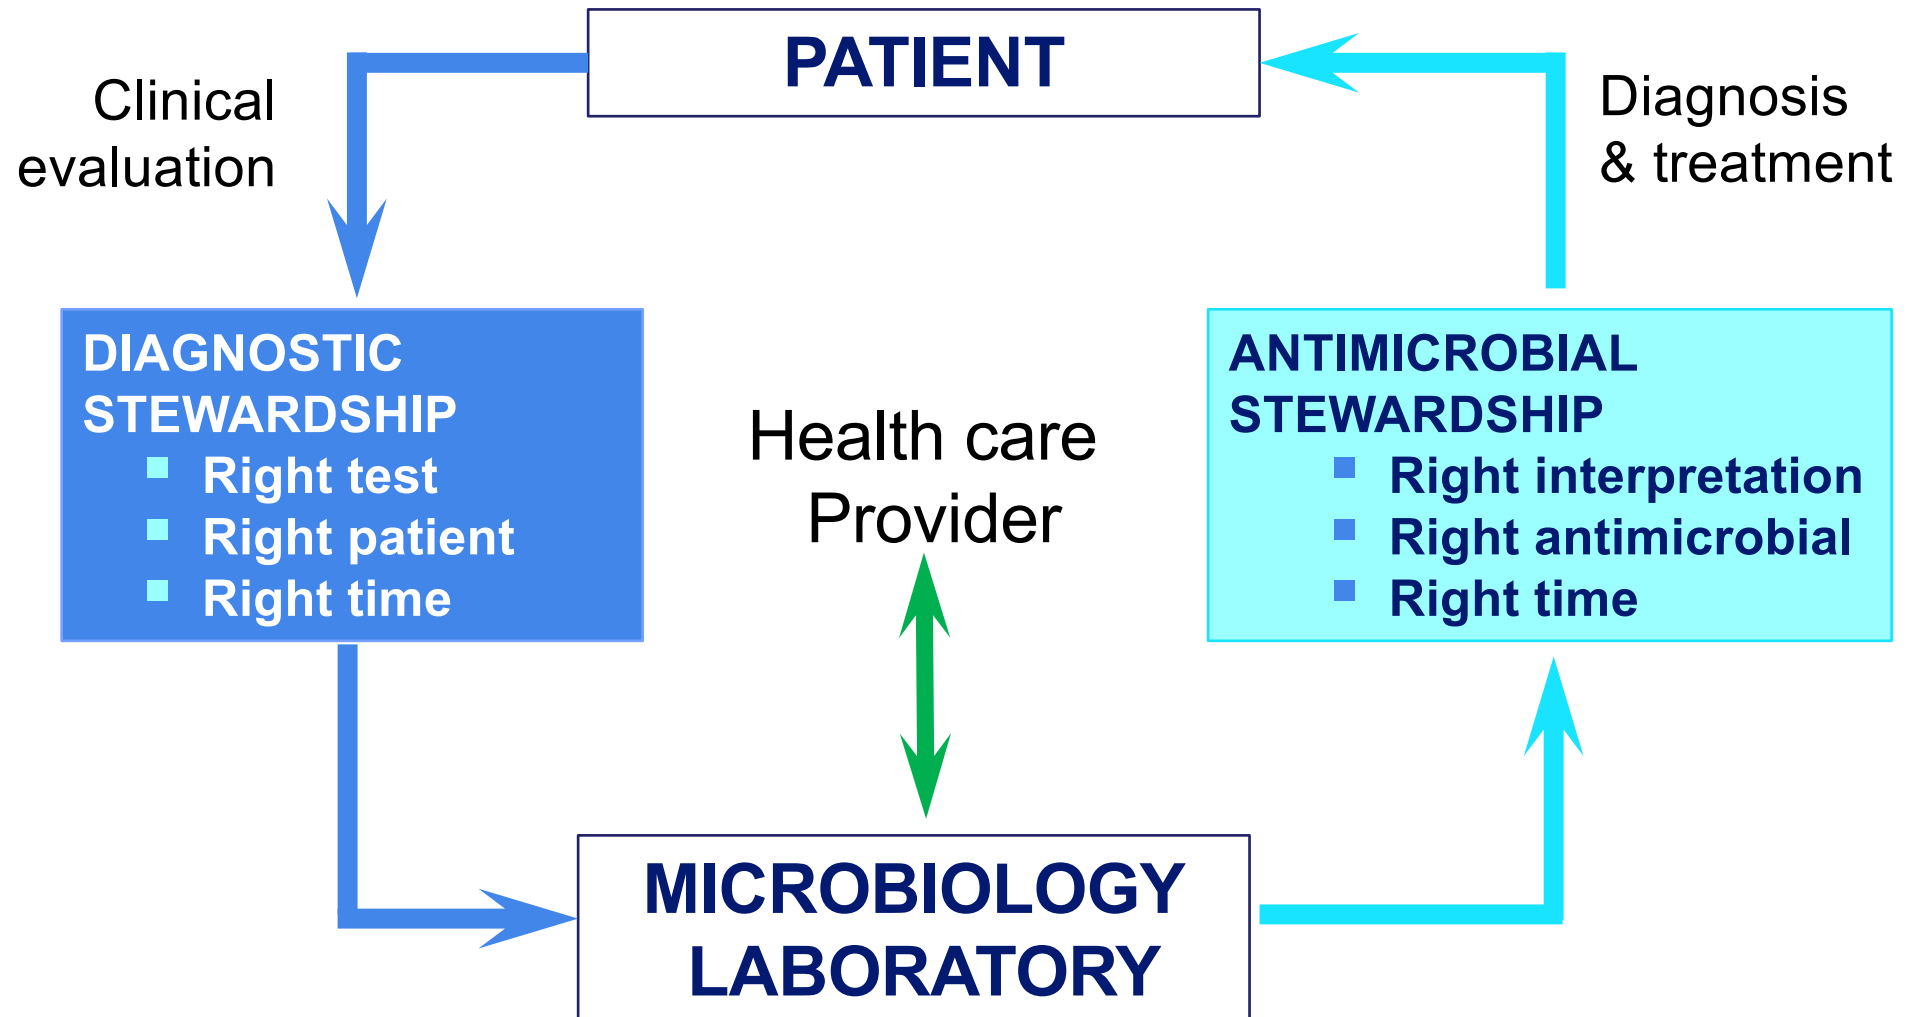 PATIENT
Clinical
evaluation
Diagnosis
& treatment
DIAGNOSTIC
STEWARDSHIP
Right test
Right patient
Right time
Health care
Provider
ANTIMICROBIAL
STEWARDSHIP
Right interpretation
Right antimicrobial
Right time
MICROBIOLOGY
LABORATORY